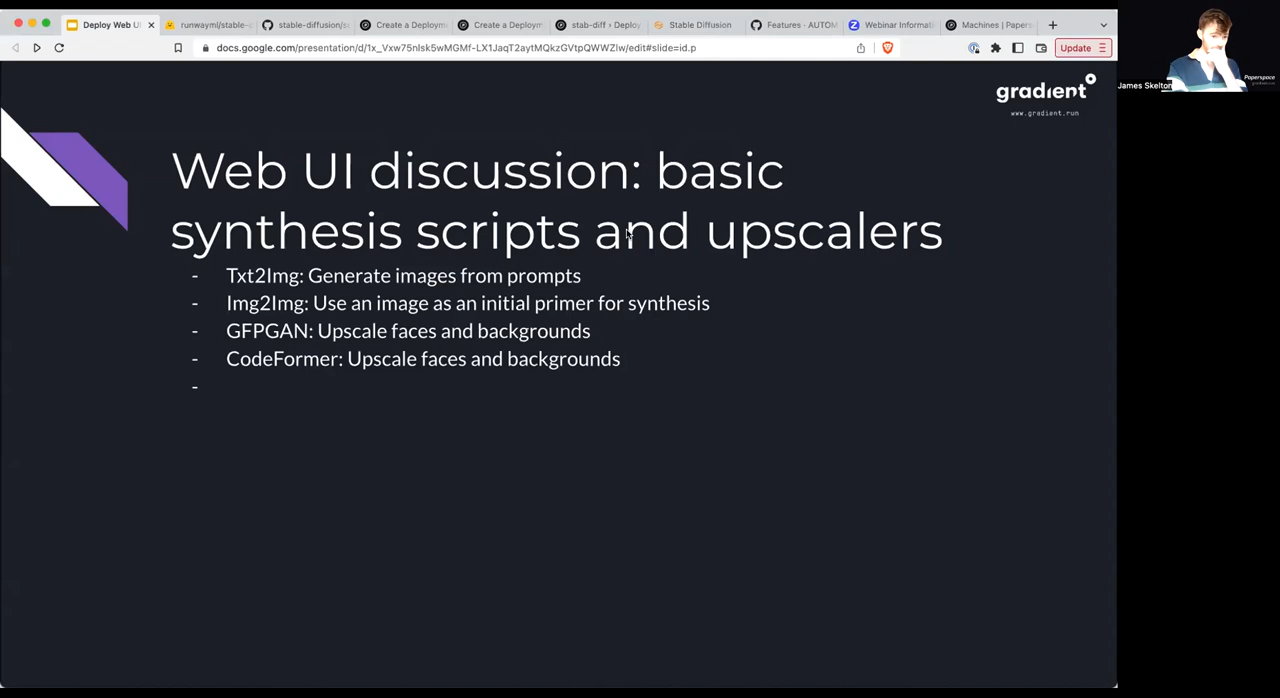 Deploy Web UI
runwayml/stable-
stable-diffusion/s
Create a Deploym
Create a Deploym
stab-diff › Deploy
Stable Diffusion
Features - AUTOM
Webinar Informati
Machines | Papers
docs.google.com/presentation/d/1x_Vxw75nlsk5wMGMf-LX1JaqT2aytMQkzGVtpQWWZlw/edit#slide=id.p
Update
James Skelton
Paperspace
gradient
www.gradient.run
Web UI discussion: basic
synthesis scripts and upscalers
- Txt2Img: Generate images from prompts
- Img2Img: Use an image as an initial primer for synthesis
- GFPGAN: Upscale faces and backgrounds
- CodeFormer: Upscale faces and backgrounds
-